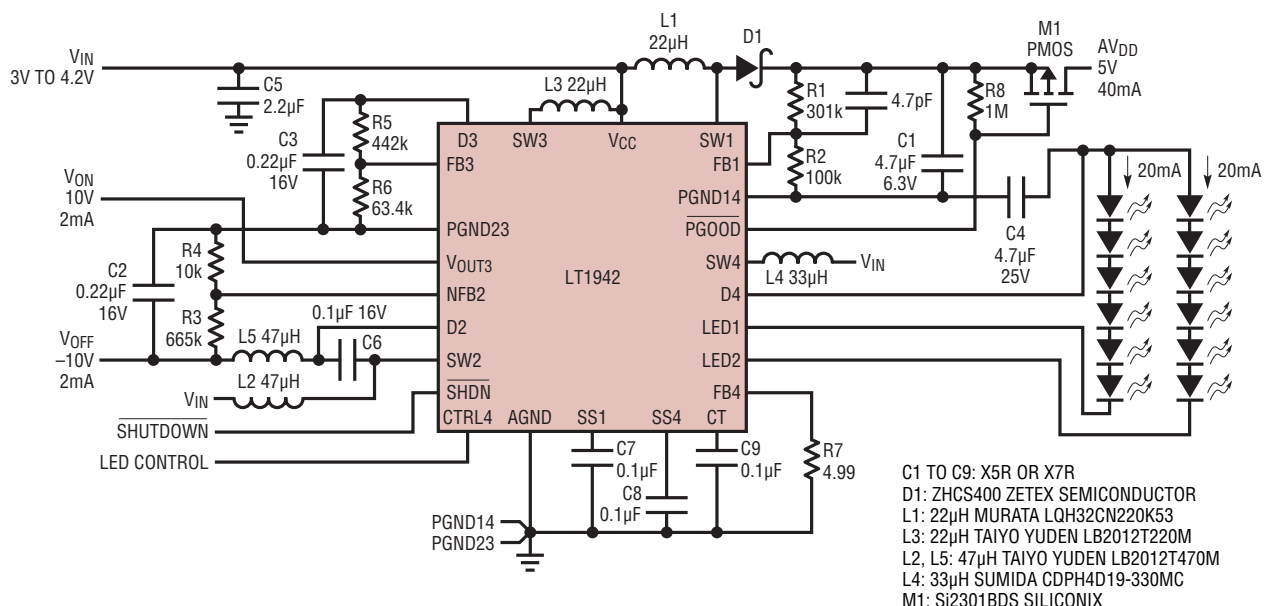 VIN
3V TO 4.2V
C5
2.2µF
L1
22µH
D1
M1
PMOS
AVDD
5V
40mA
L3 22µH
R1
301k
4.7pF
R8
1M
C3
0.22µF
16V
R5
442k
R6
63.4k
D3
SW3
VCC
SW1
FB3
FB1
R2
100k
C1
4.7µF
6.3V
PGND14
20mA
20mA
VON
10V
2mA
PGND23
PGOOD
C4
4.7µF
25V
R4
10k
VOUT3
LT1942
SW4
L4 33µH
VIN
C2
0.22µF
16V
NFB2
D4
R3
665k
0.1µF 16V
D2
LED1
VOFF
–10V
2mA
L5 47µH
C6
SW2
LED2
L2 47µH
VIN
SHDN
FB4
SHUTDOWN
CTRL4
AGND
SS1
SS4
CT
LED CONTROL
C7
0.1µF
C8
0.1µF
C9
0.1µF
R7
4.99
PGND14
PGND23
C1 TO C9: X5R OR X7R
D1: ZHCS400 ZETEX SEMICONDUCTOR
L1: 22µH MURATA LQH32CN220K53
L3: 22µH TAIYO YUDEN LB2012T220M
L2, L5: 47µH TAIYO YUDEN LB2012T470M
L4: 33µH SUMIDA CDPH4D19-330MC
M1: Si2301BDS SILICONIX